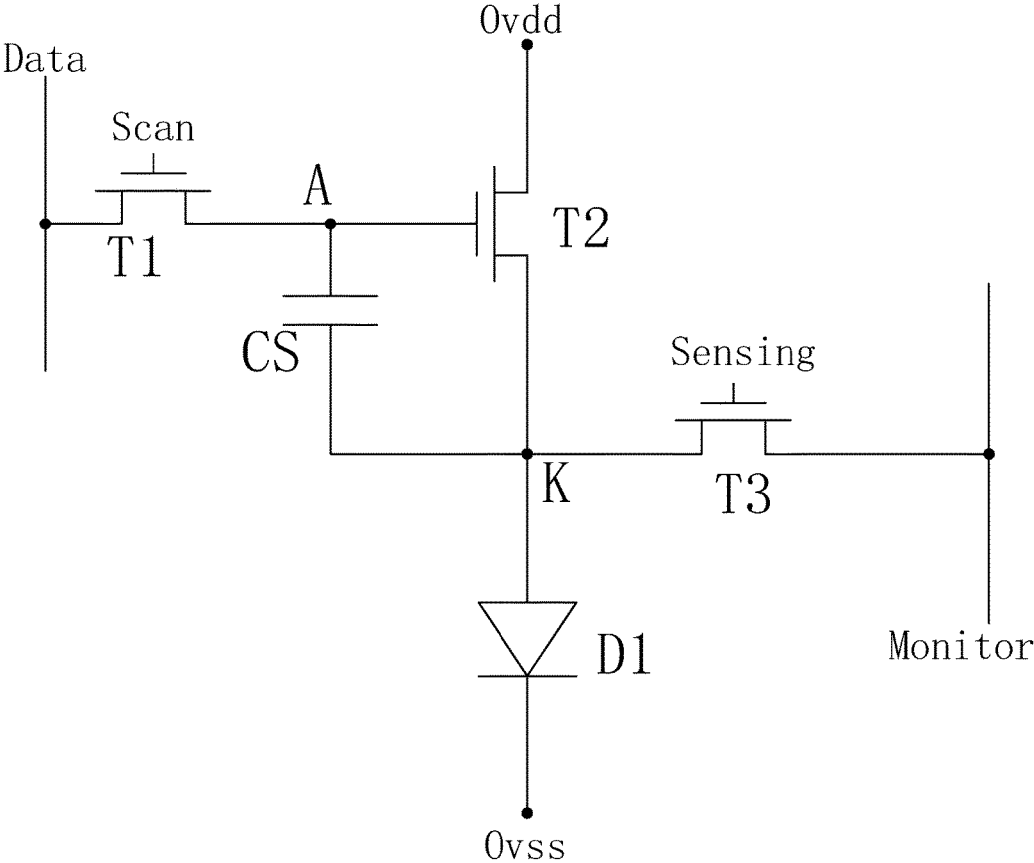 Ovdd
Data
Scan
A
T1
T2
CS
Sensing
K
T3
D1
Monitor
Ovss